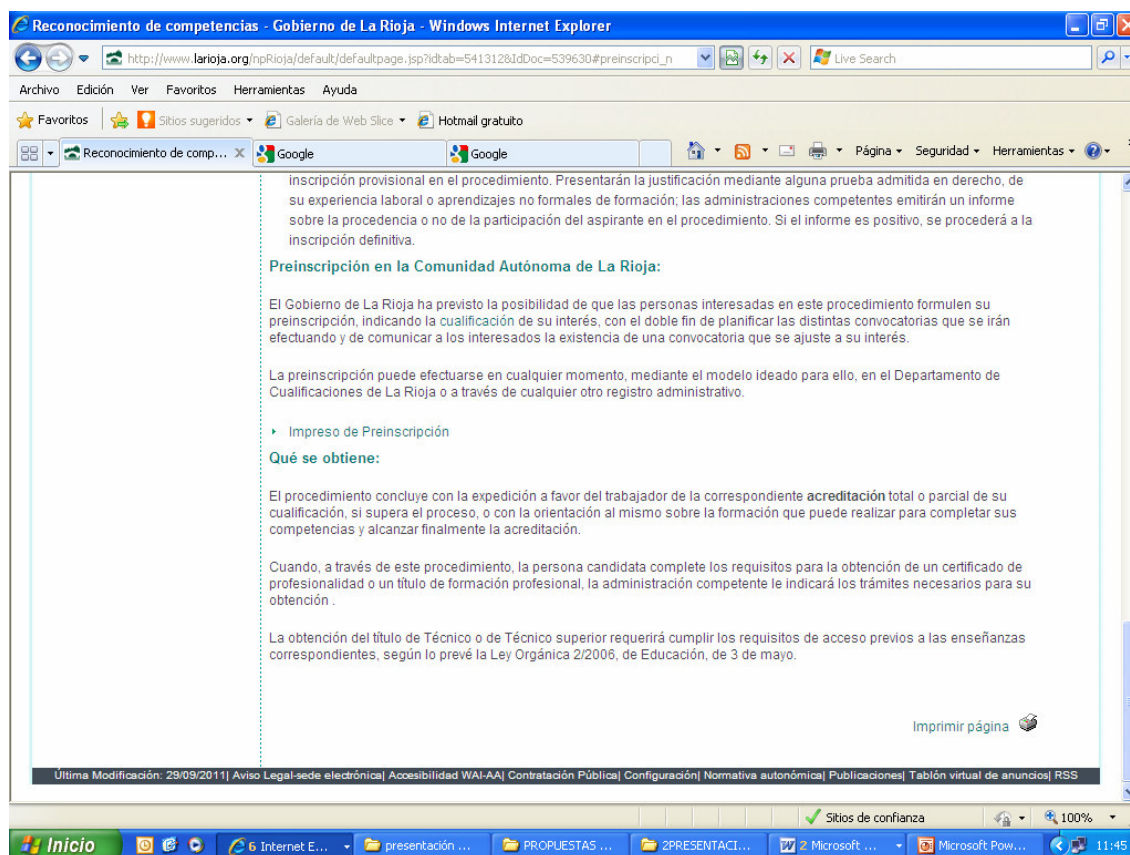 Reconocimiento de competencias - Gobierno de La Rioja - Windows Internet Explorer
http://www.larioja.org/npRioja/default/defaultpage.jsp?idtab=541312&IdDoc=539630#preinscripci_n
Live Search
Archivo Edición Ver Favoritos Herramientas Ayuda
Favoritos Sitios sugeridos Galería de Web Slice Hotmail gratuito
Reconocimiento de comp... X Google Google Página Seguridad Herramientas
inscripción provisional en el procedimiento. Presentarán la justificación mediante alguna prueba admitida en derecho, de
su experiencia laboral o aprendizajes no formales de formación; las administraciones competentes emitirán un informe
sobre la procedencia o no de la participación del aspirante en el procedimiento. Si el informe es positivo, se procederá a la
inscripción definitiva.
Preinscripción en la Comunidad Autónoma de La Rioja:
El Gobierno de La Rioja ha previsto la posibilidad de que las personas interesadas en este procedimiento formulen su
preinscripción, indicando la cualificación de su interés, con el doble fin de planificar las distintas convocatorias que se irán
efectuando y de comunicar a los interesados la existencia de una convocatoria que se ajuste a su interés.
La preinscripción puede efectuarse en cualquier momento, mediante el modelo ideado para ello, en el Departamento de
Cualificaciones de La Rioja o a través de cualquier otro registro administrativo.
Impreso de Preinscripción
Qué se obtiene:
El procedimiento concluye con la expedición a favor del trabajador de la correspondiente acreditación total o parcial de su
cualificación, si supera el proceso, o con la orientación al mismo sobre la formación que puede realizar para completar sus
competencias y alcanzar finalmente la acreditación.
Cuando, a través de este procedimiento, la persona candidata complete los requisitos para la obtención de un certificado de
profesionalidad o un título de formación profesional, la administración competente le indicará los trámites necesarios para su
obtención .
La obtención del título de Técnico o de Técnico superior requerirá cumplir los requisitos de acceso previos a las enseñanzas
correspondientes, según lo prevé la Ley Orgánica 2/2006, de Educación, de 3 de mayo.
Imprimir página
Última Modificación: 29/09/2011| Aviso Legal-sede electrónica| Accesibilidad WAI-AA| Contratación Pública| Configuración| Normativa autonómica| Publicaciones| Tablón virtual de anuncios| RSS
Sitios de confianza 100%
Inicio 6 Internet E... presentación ... PROPUESTAS ... 2PRESENTACI... 2 Microsoft ... Microsoft Pow... 11:45